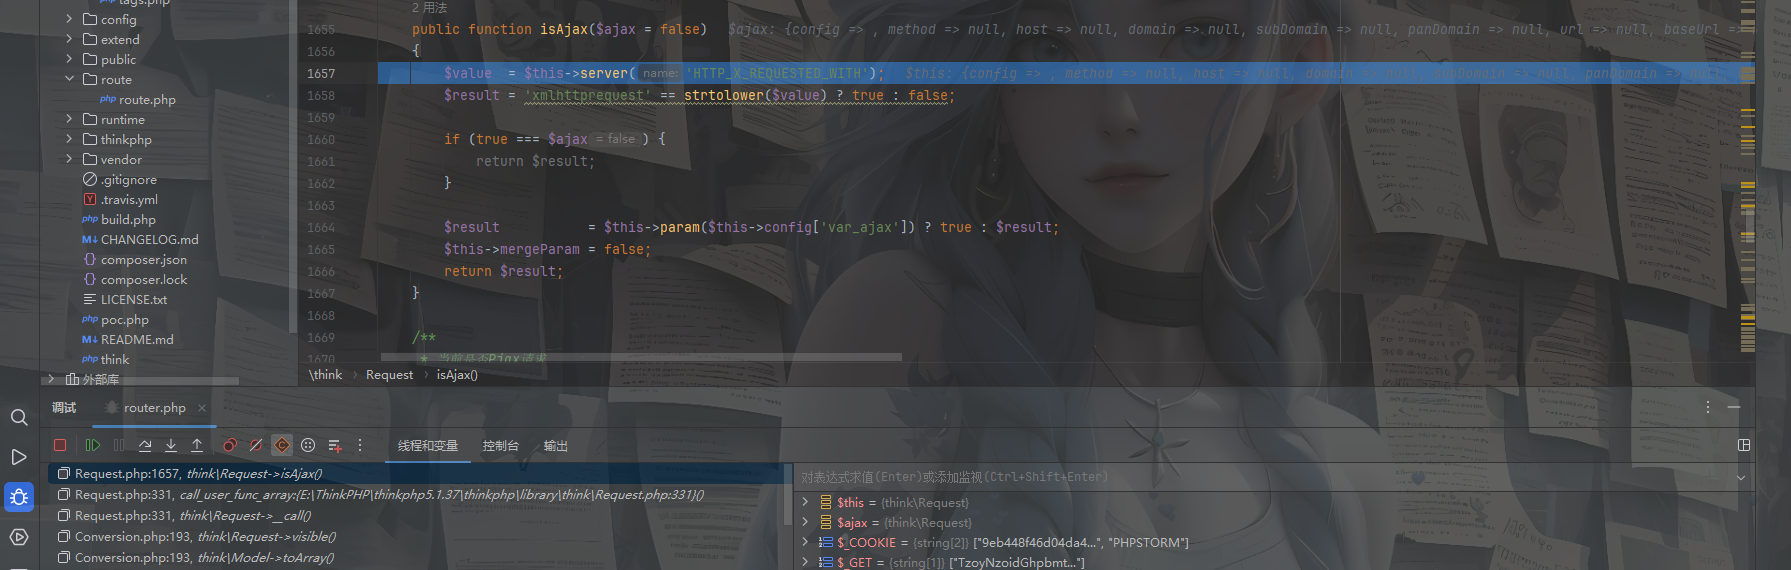 tags.php
config
extend
public
route
php route.php
runtime
thinkphp
vendor
.gitignore
Y .travis.yml
php build.php
M↓ CHANGELOG.md
{} composer.json
{} composer.lock
LICENSE.txt
php poc.php
M↓ README.md
think
外部库
2 用法
1655 public function isAjax($ajax = false) $ajax: {config => , method => null, host => null, domain => null, subDomain => null, panDomain => null, url => null, baseUrl =>
1656 {
1657 $value = $this->server( name: 'HTTP_X_REQUESTED_WITH'); $this: {config => , method => null, host => null, domain => null, subDomain => null, panDomain => null,
1658 $result = 'xmlhttprequest' == strtolower($value) ? true : false;
1659
1660 if (true === $ajax = false ) {
1661 return $result;
1662 }
1663
1664 $result = $this->param($this->config['var_ajax']) ? true : $result;
1665 $this->mergeParam = false;
1666 return $result;
1667 }
1668
1669 /**
1670 * 当前是否Pjax请求
\think > Request > isAjax()
调试 router.php ×
线程和变量 控制台 输出
Request.php:1657, think\Request->isAjax()
Request.php:331, call_user_func_array:{E:\ThinkPHP\thinkphp5.1.37\thinkphp\library\think\Request.php:331}()
Request.php:331, think\Request->__call()
Conversion.php:193, think\Request->visible()
Conversion.php:193, think\Model->toArray()
对表达式求值(Enter)或添加监视(Ctrl+Shift+Enter)
$this = {think\Request}
$ajax = {think\Request}
$_COOKIE = {string[2]} ["9eb448f46d04da4...", "PHPSTORM"]
$_GET = {string[1]} ["TzoyNzoidGhpbmt..."]